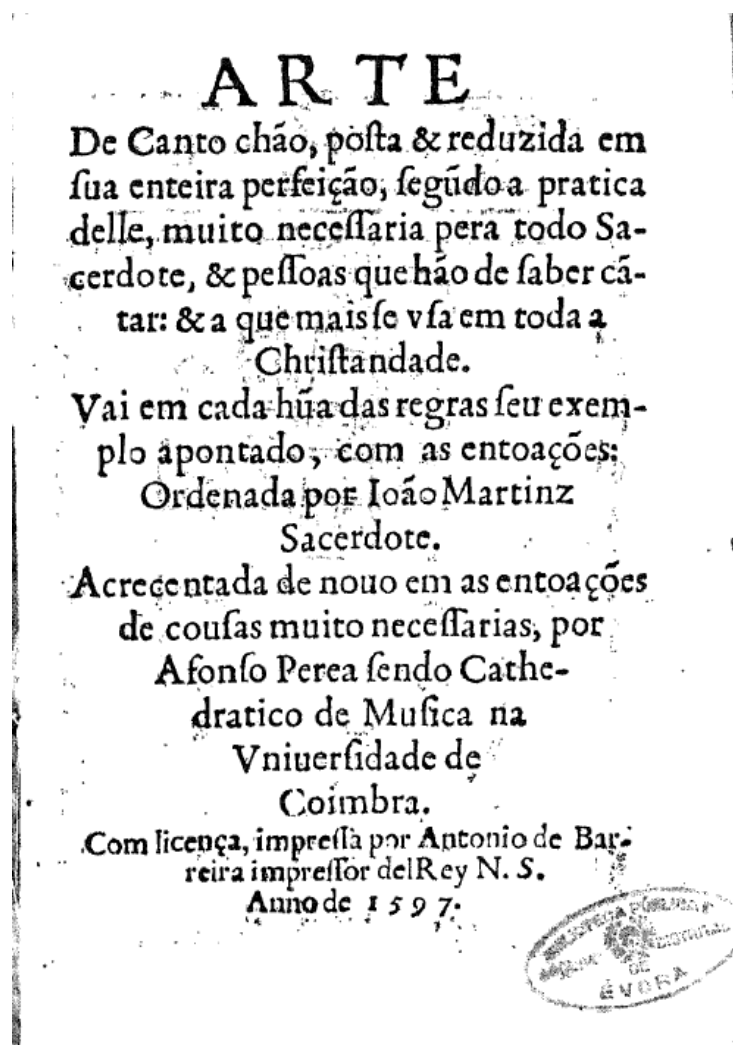 ARTE
De Canto chão, poſta & reduzida em
ſua enteira perfeição, ſegũdo a pratica
delle, muito neceſſaria pera todo Sa-
cerdote, & peſſoas que hão de ſaber cã-
tar: & a que mais ſe vſa em toda a
Chriſtandade.
Vai em cada hũa das regras ſeu exem-
plo apontado, com as entoações:
Ordenada por Ioão Martinz
Sacerdote.
Acrecentada de nouo em as entoações
de couſas muito neceſſarias, por
Afonſo Perea ſendo Cathe-
dratico de Muſica na
Vniuerſidade de
Coimbra.
Com licença, impreſſa por Antonio de Bar-
reira impreſſor delRey N. S.
Anno de 1597.
BIBLIOTECA PÚBLICA E
DISTRITAL
DE
ÉVORA